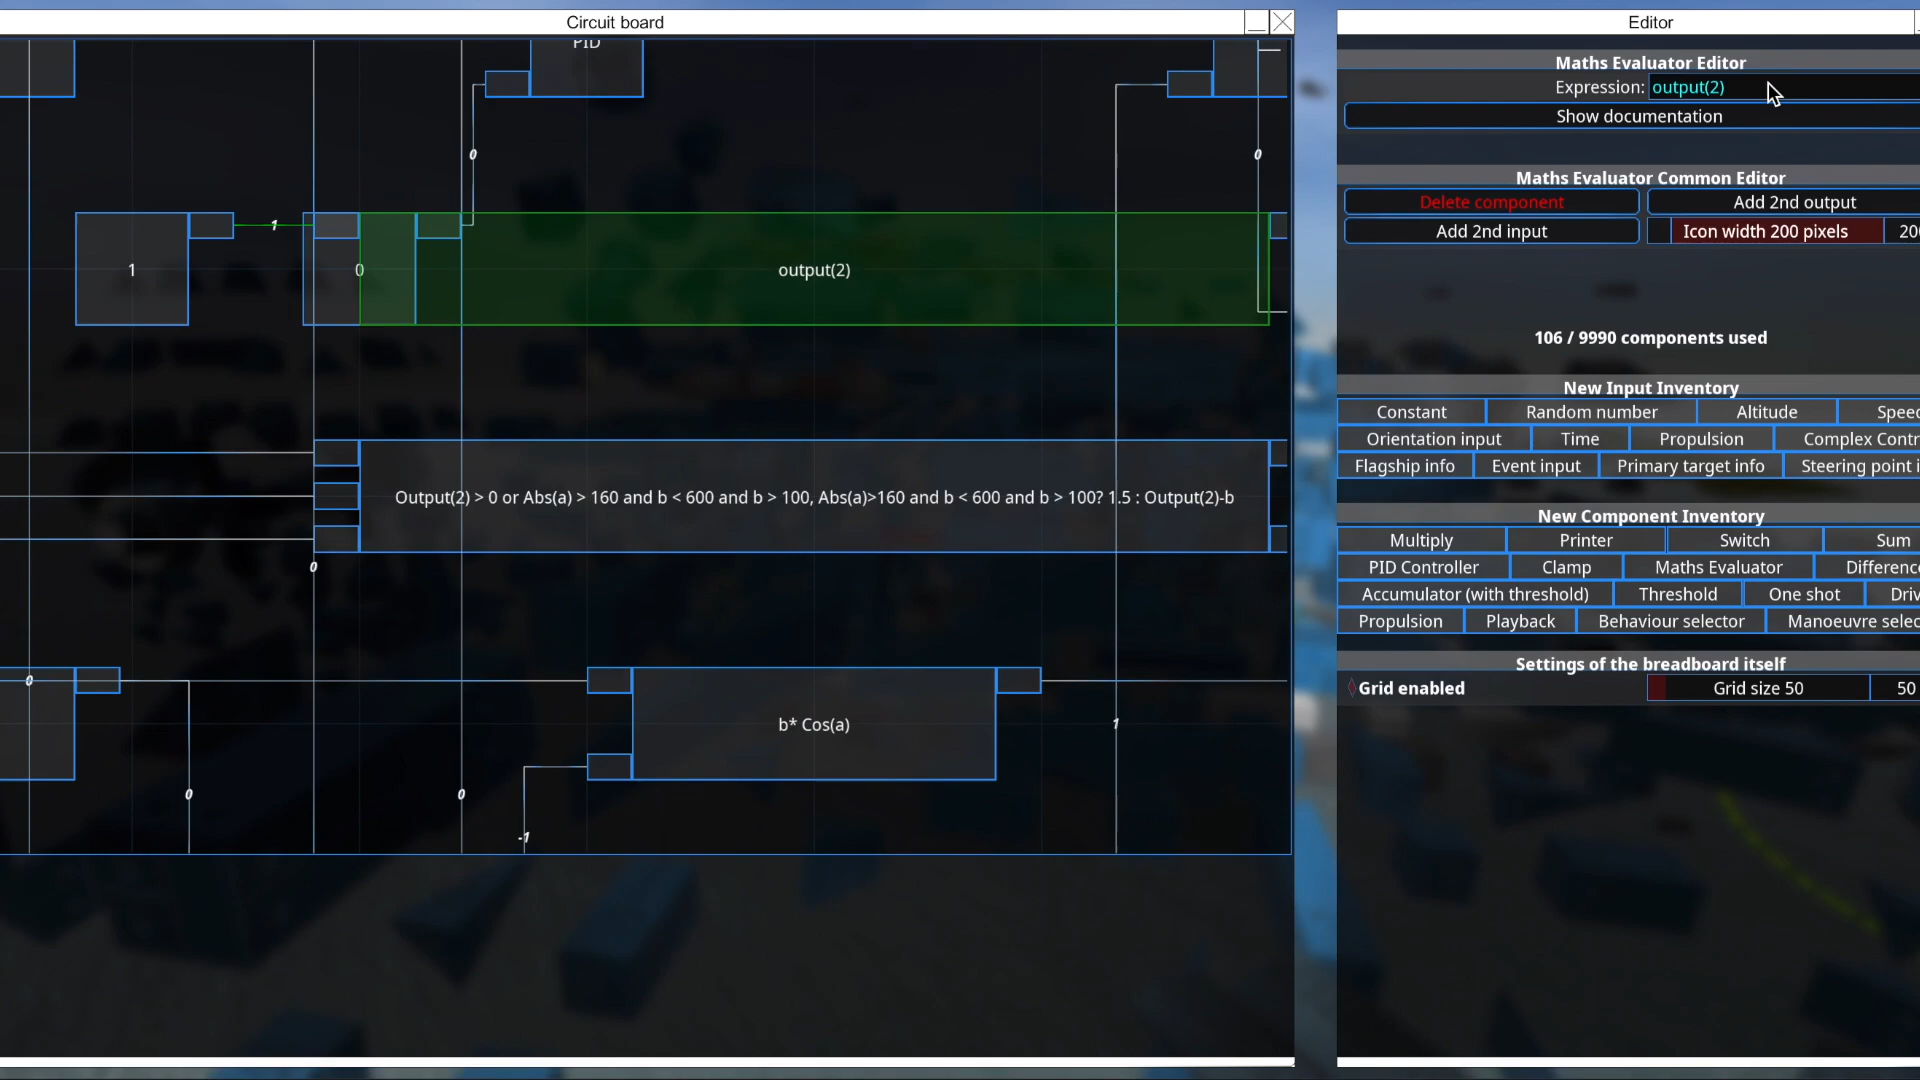 Circuit board
PID
0
0
1
1
0
output(2)
Output(2) > 0 or Abs(a) > 160 and b < 600 and b > 100, Abs(a)>160 and b < 600 and b > 100? 1.5 : Output(2)-b
0
0
b* Cos(a)
1
0
0
-1
Editor
Maths Evaluator Editor
Expression: output(2)
Show documentation
Maths Evaluator Common Editor
Delete component
Add 2nd output
Add 2nd input
Icon width 200 pixels
106 / 9990 components used
New Input Inventory
Constant Random number Altitude
Orientation input Time Propulsion Complex
Flagship info Event input Primary target info Steering point
New Component Inventory
Multiply Printer Switch Sum
PID Controller Clamp Maths Evaluator
Accumulator (with threshold) Threshold One shot
Propulsion Playback Behaviour selector Manoeuvre
Settings of the breadboard itself
Grid enabled
Grid size 50
50